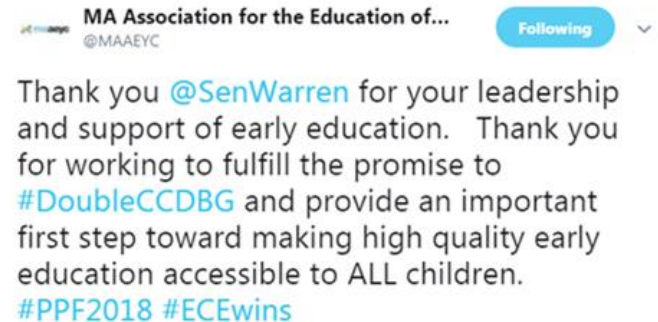 MA Association for the Education of...
@MAAEYC
Following
Thank you @SenWarren for your leadership
and support of early education. Thank you
for working to fulfill the promise to
#DoubleCCDBG and provide an important
first step toward making high quality early
education accessible to ALL children.
#PPF2018 #ECEwins